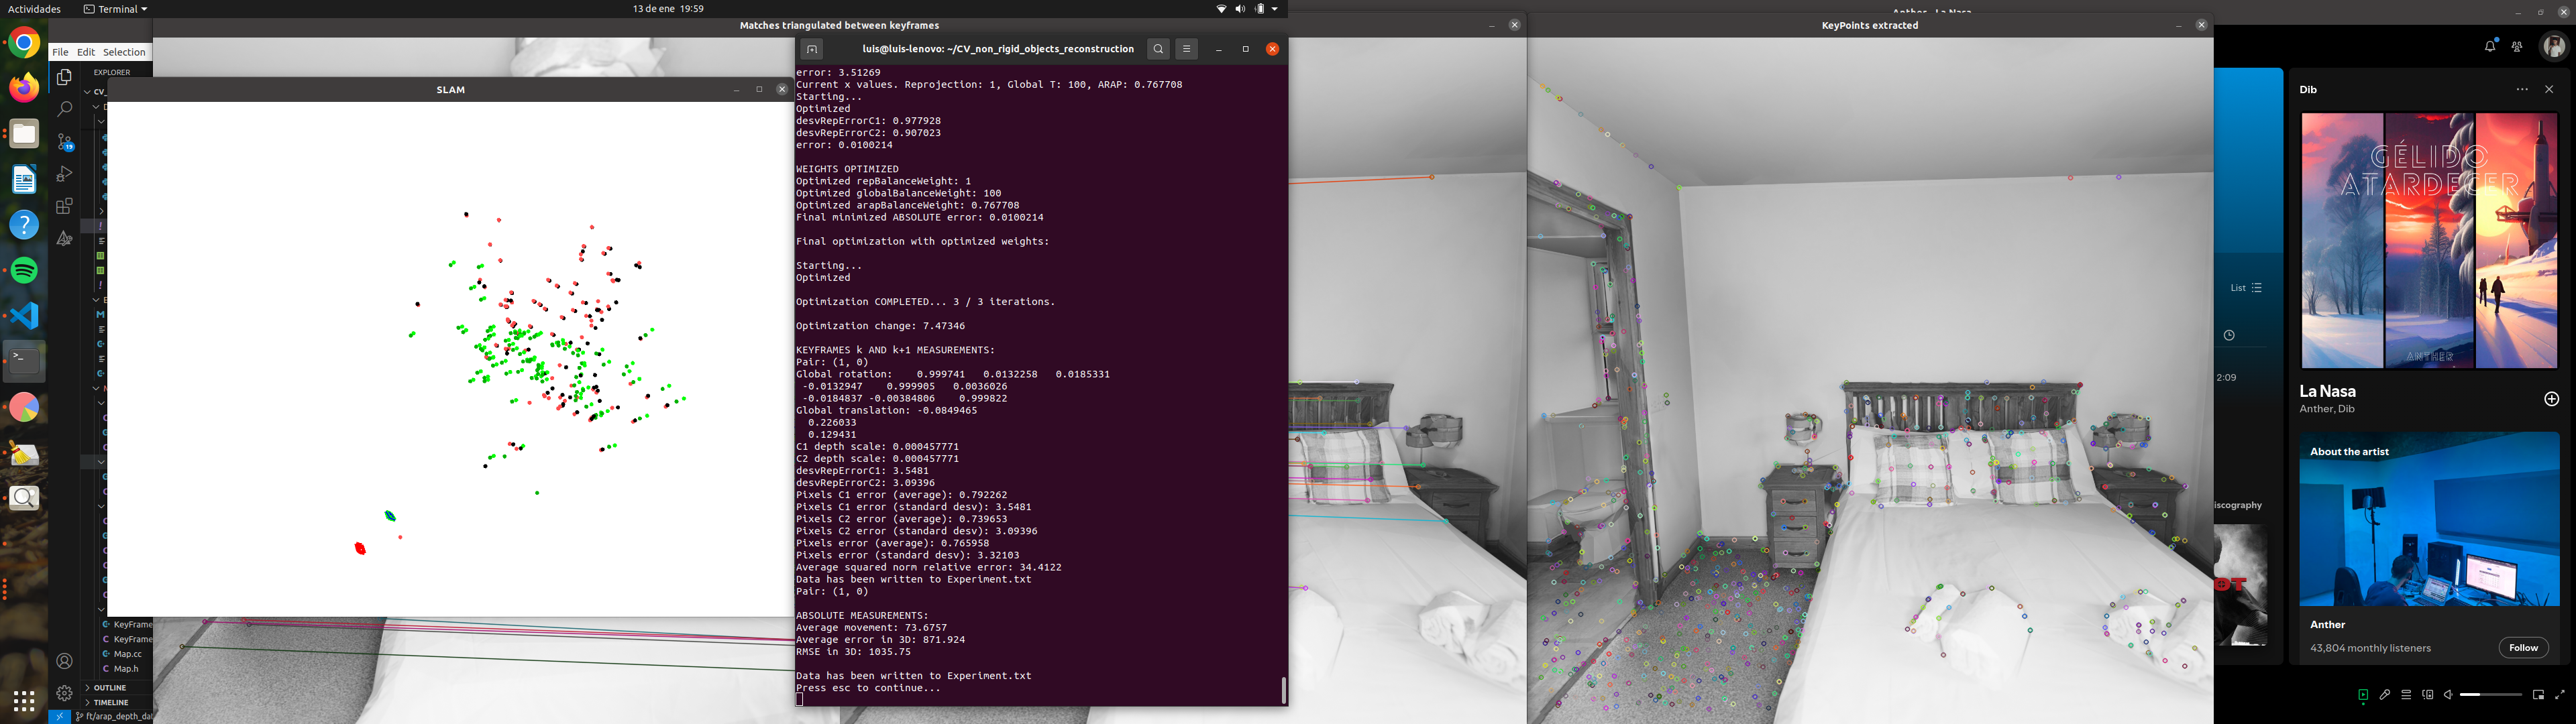 Actividades
Terminal
13 de ene 19:59
File Edit Selection
EXPLORER
CV_
KeyFrame
KeyFrame
Map.cc
Map.h
OUTLINE
TIMELINE
ft/arap_depth_dat
Matches triangulated between keyframes
SLAM
luis@luis-lenovo: ~/CV_non_rigid_objects_reconstruction
error: 3.51269
Current x values. Reprojection: 1, Global T: 100, ARAP: 0.767708
Starting...
Optimized
desvRepErrorC1: 0.977928
desvRepErrorC2: 0.907023
error: 0.0100214
WEIGHTS OPTIMIZED
Optimized repBalanceWeight: 1
Optimized globalBalanceWeight: 100
Optimized arapBalanceWeight: 0.767708
Final minimized ABSOLUTE error: 0.0100214
Final optimization with optimized weights:
Starting...
Optimized
Optimization COMPLETED... 3 / 3 iterations.
Optimization change: 7.47346
KEYFRAMES k AND k+1 MEASUREMENTS:
Pair: (1, 0)
Global rotation: 0.999741 0.0132258 0.0185331
-0.0132947 0.999905 0.0036026
-0.0184837 -0.00384806 0.999822
Global translation: -0.0849465
0.226033
0.129431
C1 depth scale: 0.000457771
C2 depth scale: 0.000457771
desvRepErrorC1: 3.5481
desvRepErrorC2: 3.09396
Pixels C1 error (average): 0.792262
Pixels C1 error (standard desv): 3.5481
Pixels C2 error (average): 0.739653
Pixels C2 error (standard desv): 3.09396
Pixels error (average): 0.765958
Pixels error (standard desv): 3.32103
Average squared norm relative error: 34.4122
Data has been written to Experiment.txt
Pair: (1, 0)
ABSOLUTE MEASUREMENTS:
Average movement: 73.6757
Average error in 3D: 871.924
RMSE in 3D: 1035.75
Data has been written to Experiment.txt
Press esc to continue...
KeyPoints extracted
Anther - La Nasa
List
2:09
iscography
Dib
GÉLIDO
ATARDECER
ANTHER
La Nasa
Anther, Dib
About the artist
Anther
43,804 monthly listeners
Follow